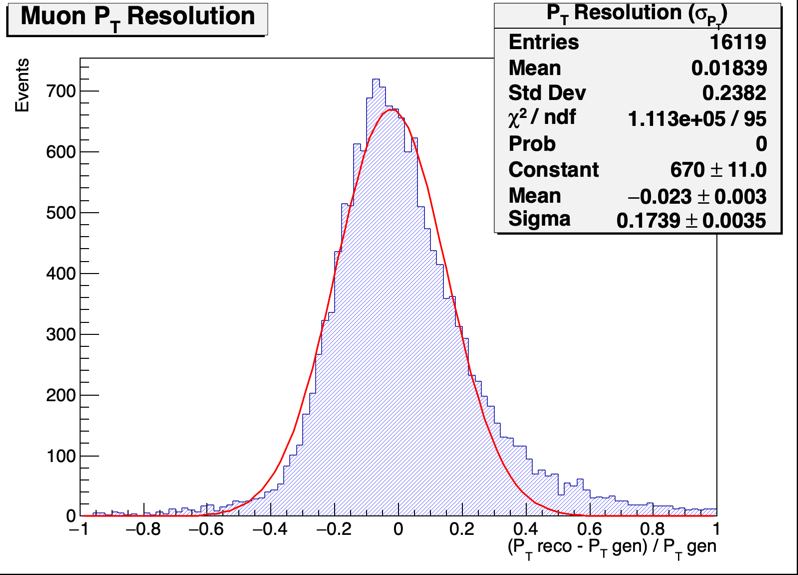 Muon P_T Resolution
P_T Resolution (σ_P_T)
Entries 16119
Mean 0.01839
Std Dev 0.2382
χ² / ndf 1.113e+05 / 95
Prob 0
Constant 670 ± 11.0
Mean −0.023 ± 0.003
Sigma 0.1739 ± 0.0035
Events
700
600
500
400
300
200
100
0
−1 −0.8 −0.6 −0.4 −0.2 0 0.2 0.4 0.6 0.8 1
(P_T reco - P_T gen) / P_T gen